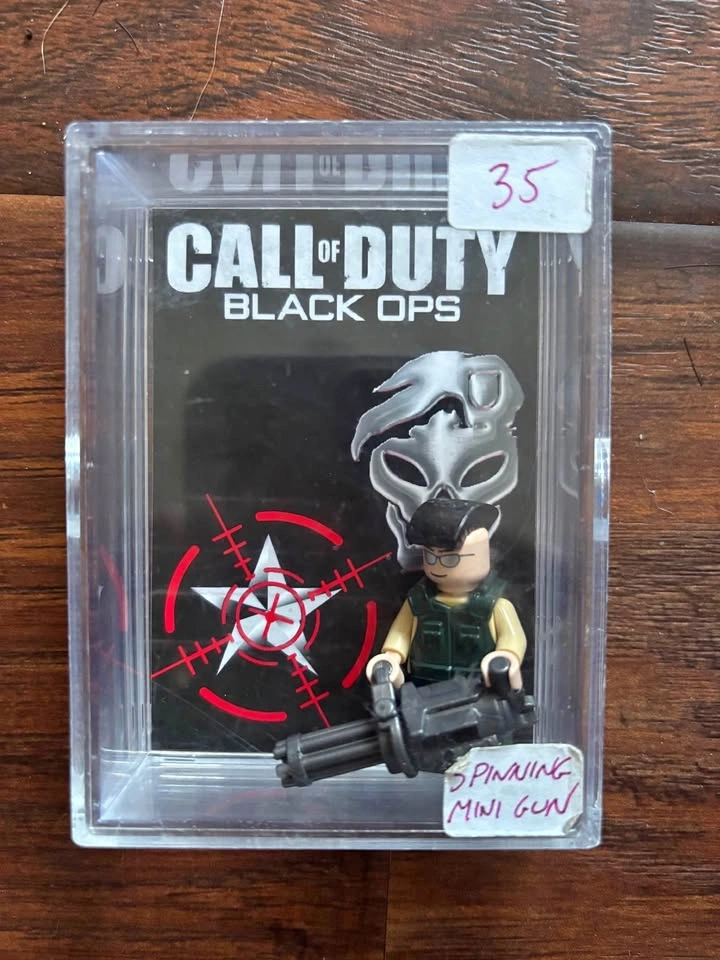 35
CALL OF DUTY
BLACK OPS
SPINNING
MINI GUN